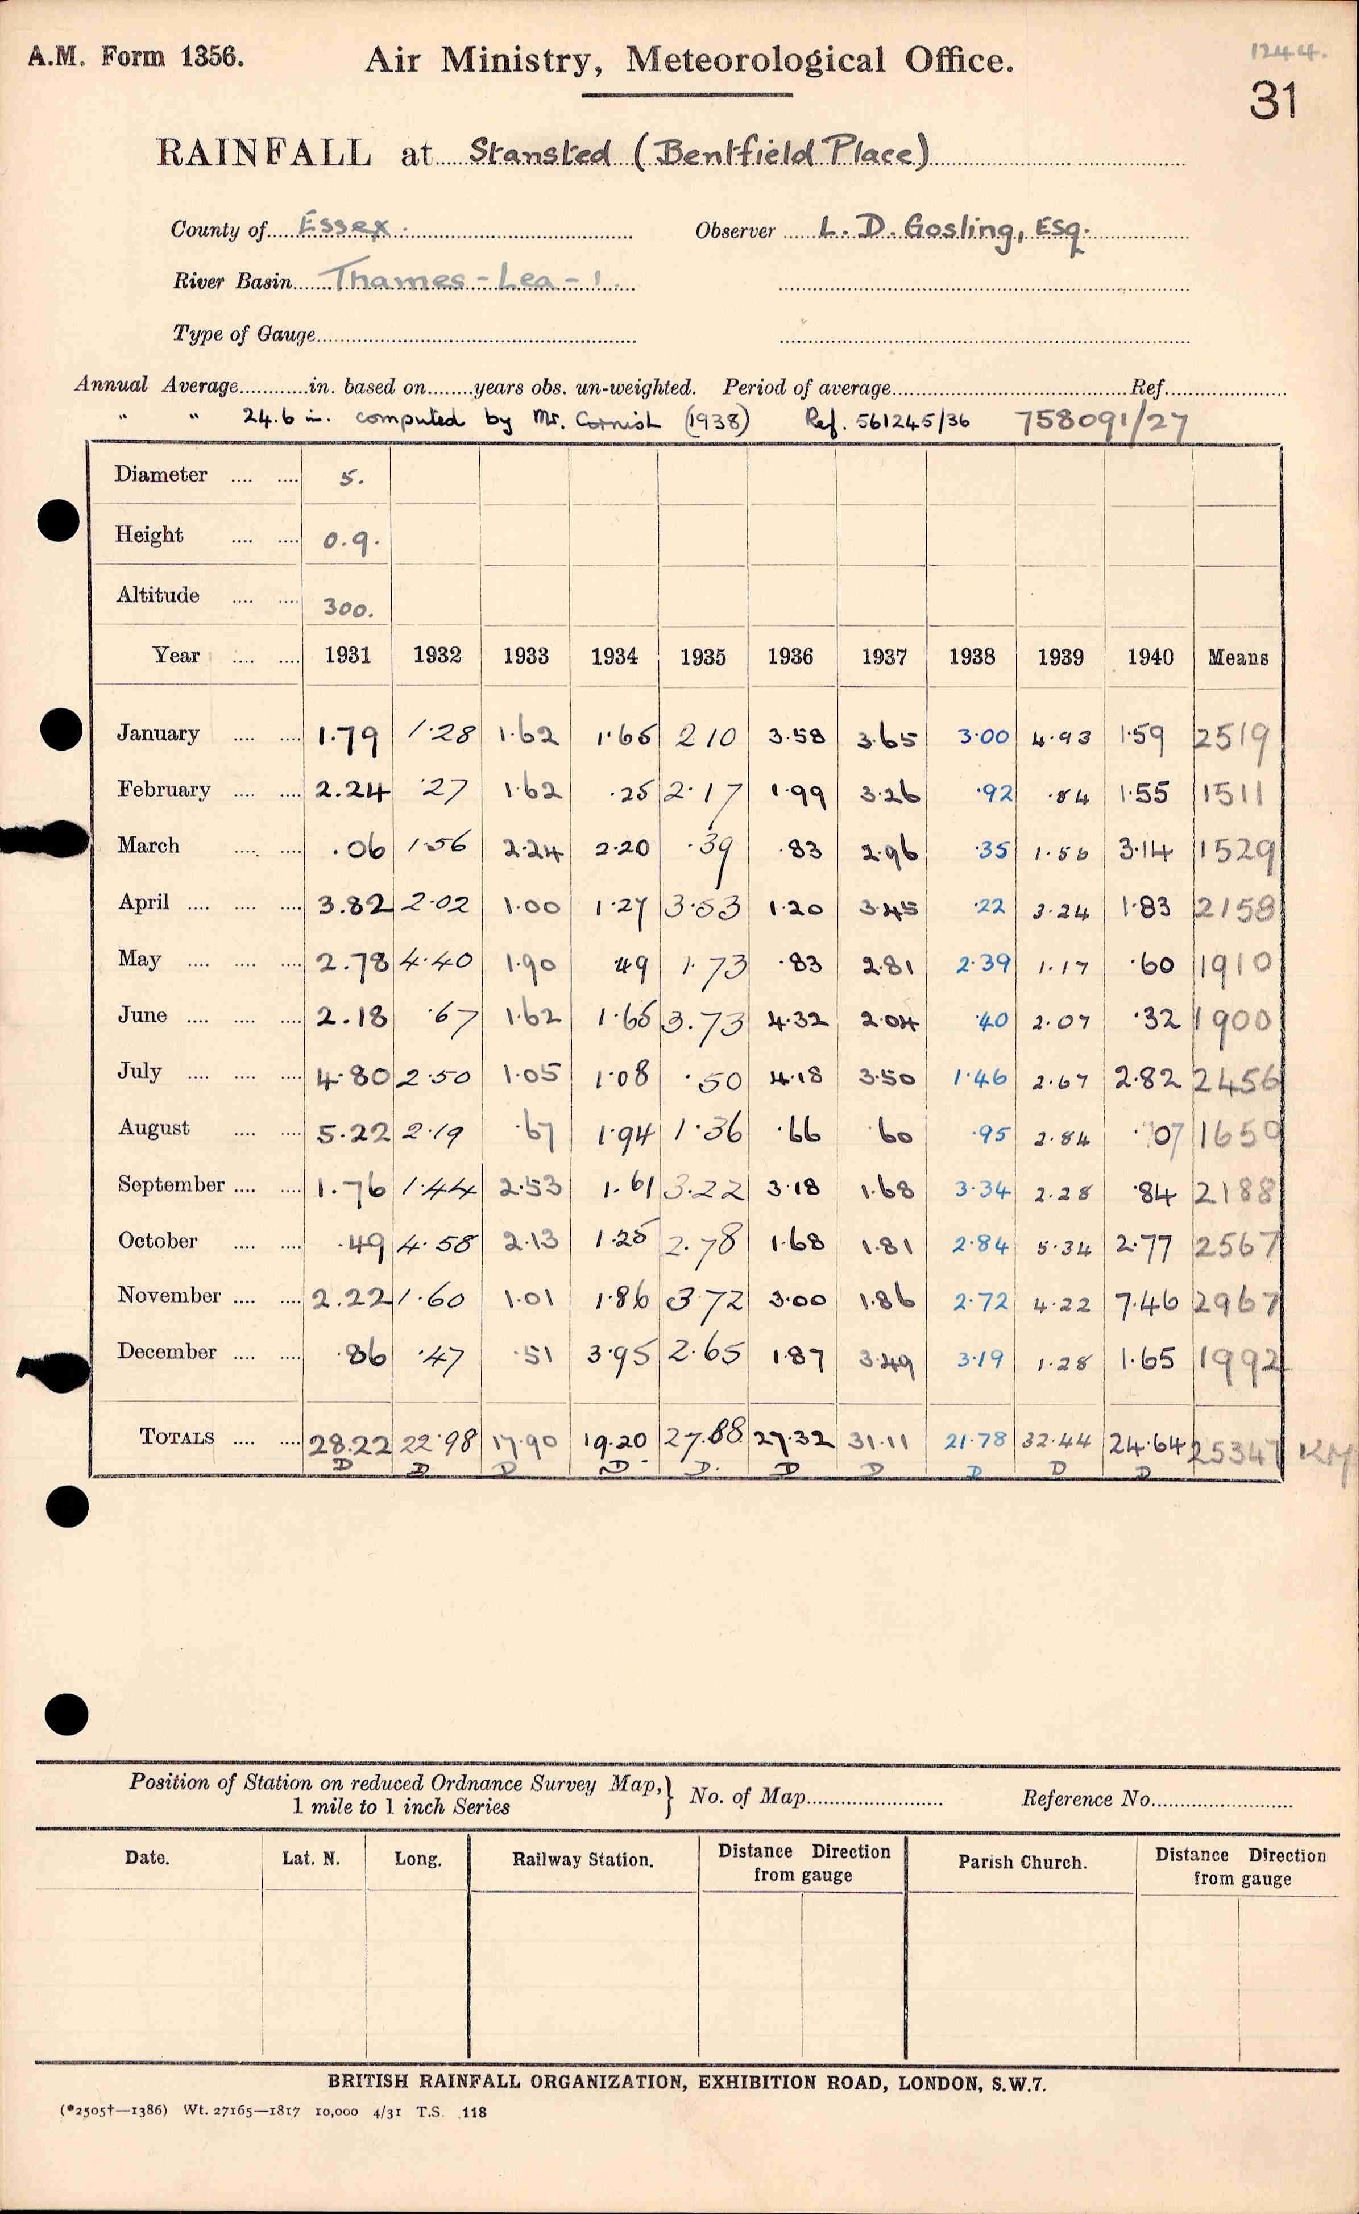 A.M. Form 1356.
Air Ministry, Meteorological Office.
1244.
31
RAINFALL at Stansted (Bentfield Place)
County of Essex. Observer L. D. Gosling, Esq.
River Basin Thames - Lea - 1
Type of Gauge
Annual Average in. based on years obs. un-weighted. Period of average Ref.
" " 24.6 in. computed by Mr. Cornish (1938) Ref. 561245/36 758091/27
Diameter 5.
Height 0.9.
Altitude 300.
Year 1931 1932 1933 1934 1935 1936 1937 1938 1939 1940 Means
January 1.79 1.28 1.62 1.65 2 10 3.58 3.65 3.00 4.93 1.59 2519
February 2.24 .27 1.62 .25 2.17 1.99 3.26 .92 .84 1.55 1511
March .06 1.56 2.24 2.20 .39 .83 2.96 .35 1.56 3.14 1529
April 3.82 2.02 1.00 1.27 3.53 1.20 3.45 .22 3.24 1.83 2158
May 2.78 4.40 1.90 .49 1.73 .83 2.81 2.39 1.17 .60 1910
June 2.18 .67 1.62 1.65 3.73 4.32 2.04 .40 2.07 .32 1900
July 4.80 2.50 1.05 1.08 .50 4.18 3.50 1.46 2.67 2.82 2456
August 5.22 2.19 .67 1.94 1.36 .66 .60 .95 2.84 .07 1650
September 1.76 1.44 2.53 1.61 3.22 3.18 1.68 3.34 2.28 .84 2188
October .49 4.58 2.13 1.25 2.78 1.68 1.81 2.84 5.34 2.77 2567
November 2.22 1.60 1.01 1.86 3.72 3.00 1.86 2.72 4.22 7.46 2967
December .86 .47 .51 3.95 2.65 1.87 3.49 3.19 1.28 1.65 1992
TOTALS 28.22 22.98 17.90 19.20 27.88 27.32 31.11 21.78 32.44 24.64 25347
D D D D D. D D D D D
Position of Station on reduced Ordnance Survey Map, } No. of Map Reference No.
1 mile to 1 inch Series
Date. Lat. N. Long. Railway Station. Distance Direction from gauge Parish Church. Distance Direction from gauge
BRITISH RAINFALL ORGANIZATION, EXHIBITION ROAD, LONDON, S.W.7.
(*2505†—1386) Wt. 27165—1817 10,000 4/31 T.S. 118